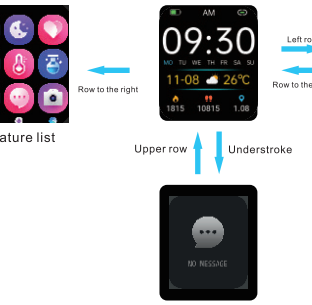 AM
09:30
MO TU WE TH FR SA SU
11-08 26°C
1815 10815 1.08
Left ro
Row to the right
Row to the
ature list
Upper row
Understroke
NO MESSAGE